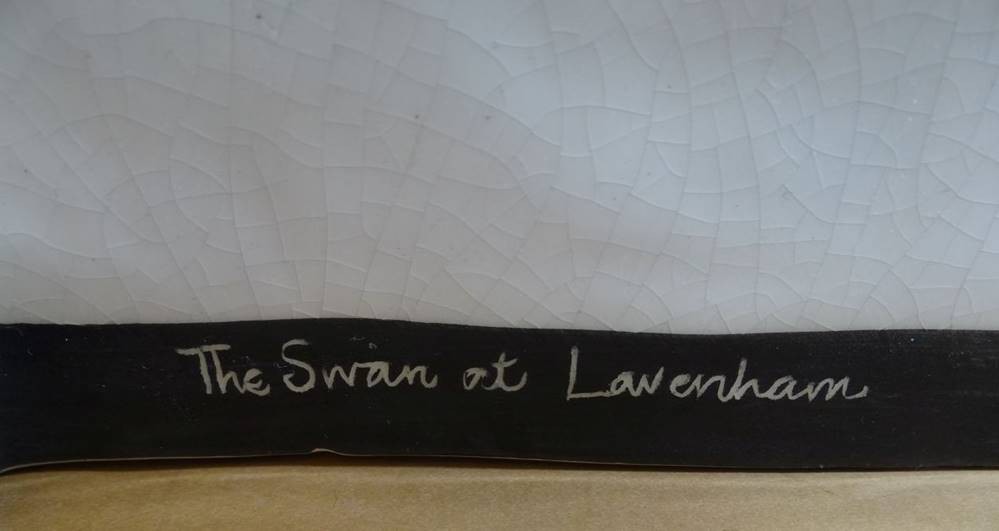 The Swan at Lavenham